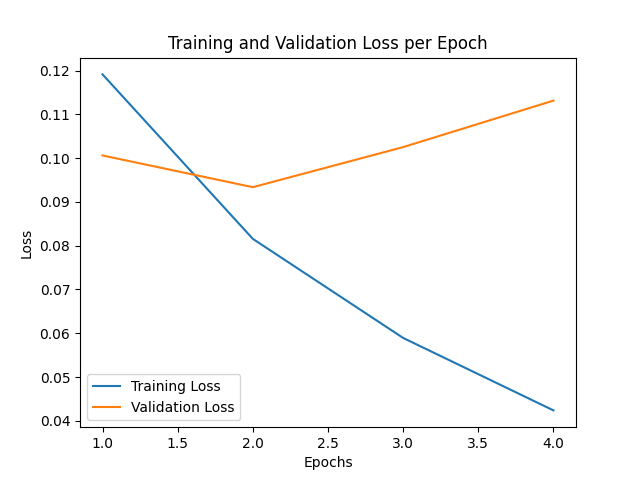 Training and Validation Loss per Epoch
0.12
0.11
0.10
0.09
0.08
0.07
0.06
0.05
0.04
Loss
Training Loss
Validation Loss
1.0 1.5 2.0 2.5 3.0 3.5 4.0
Epochs